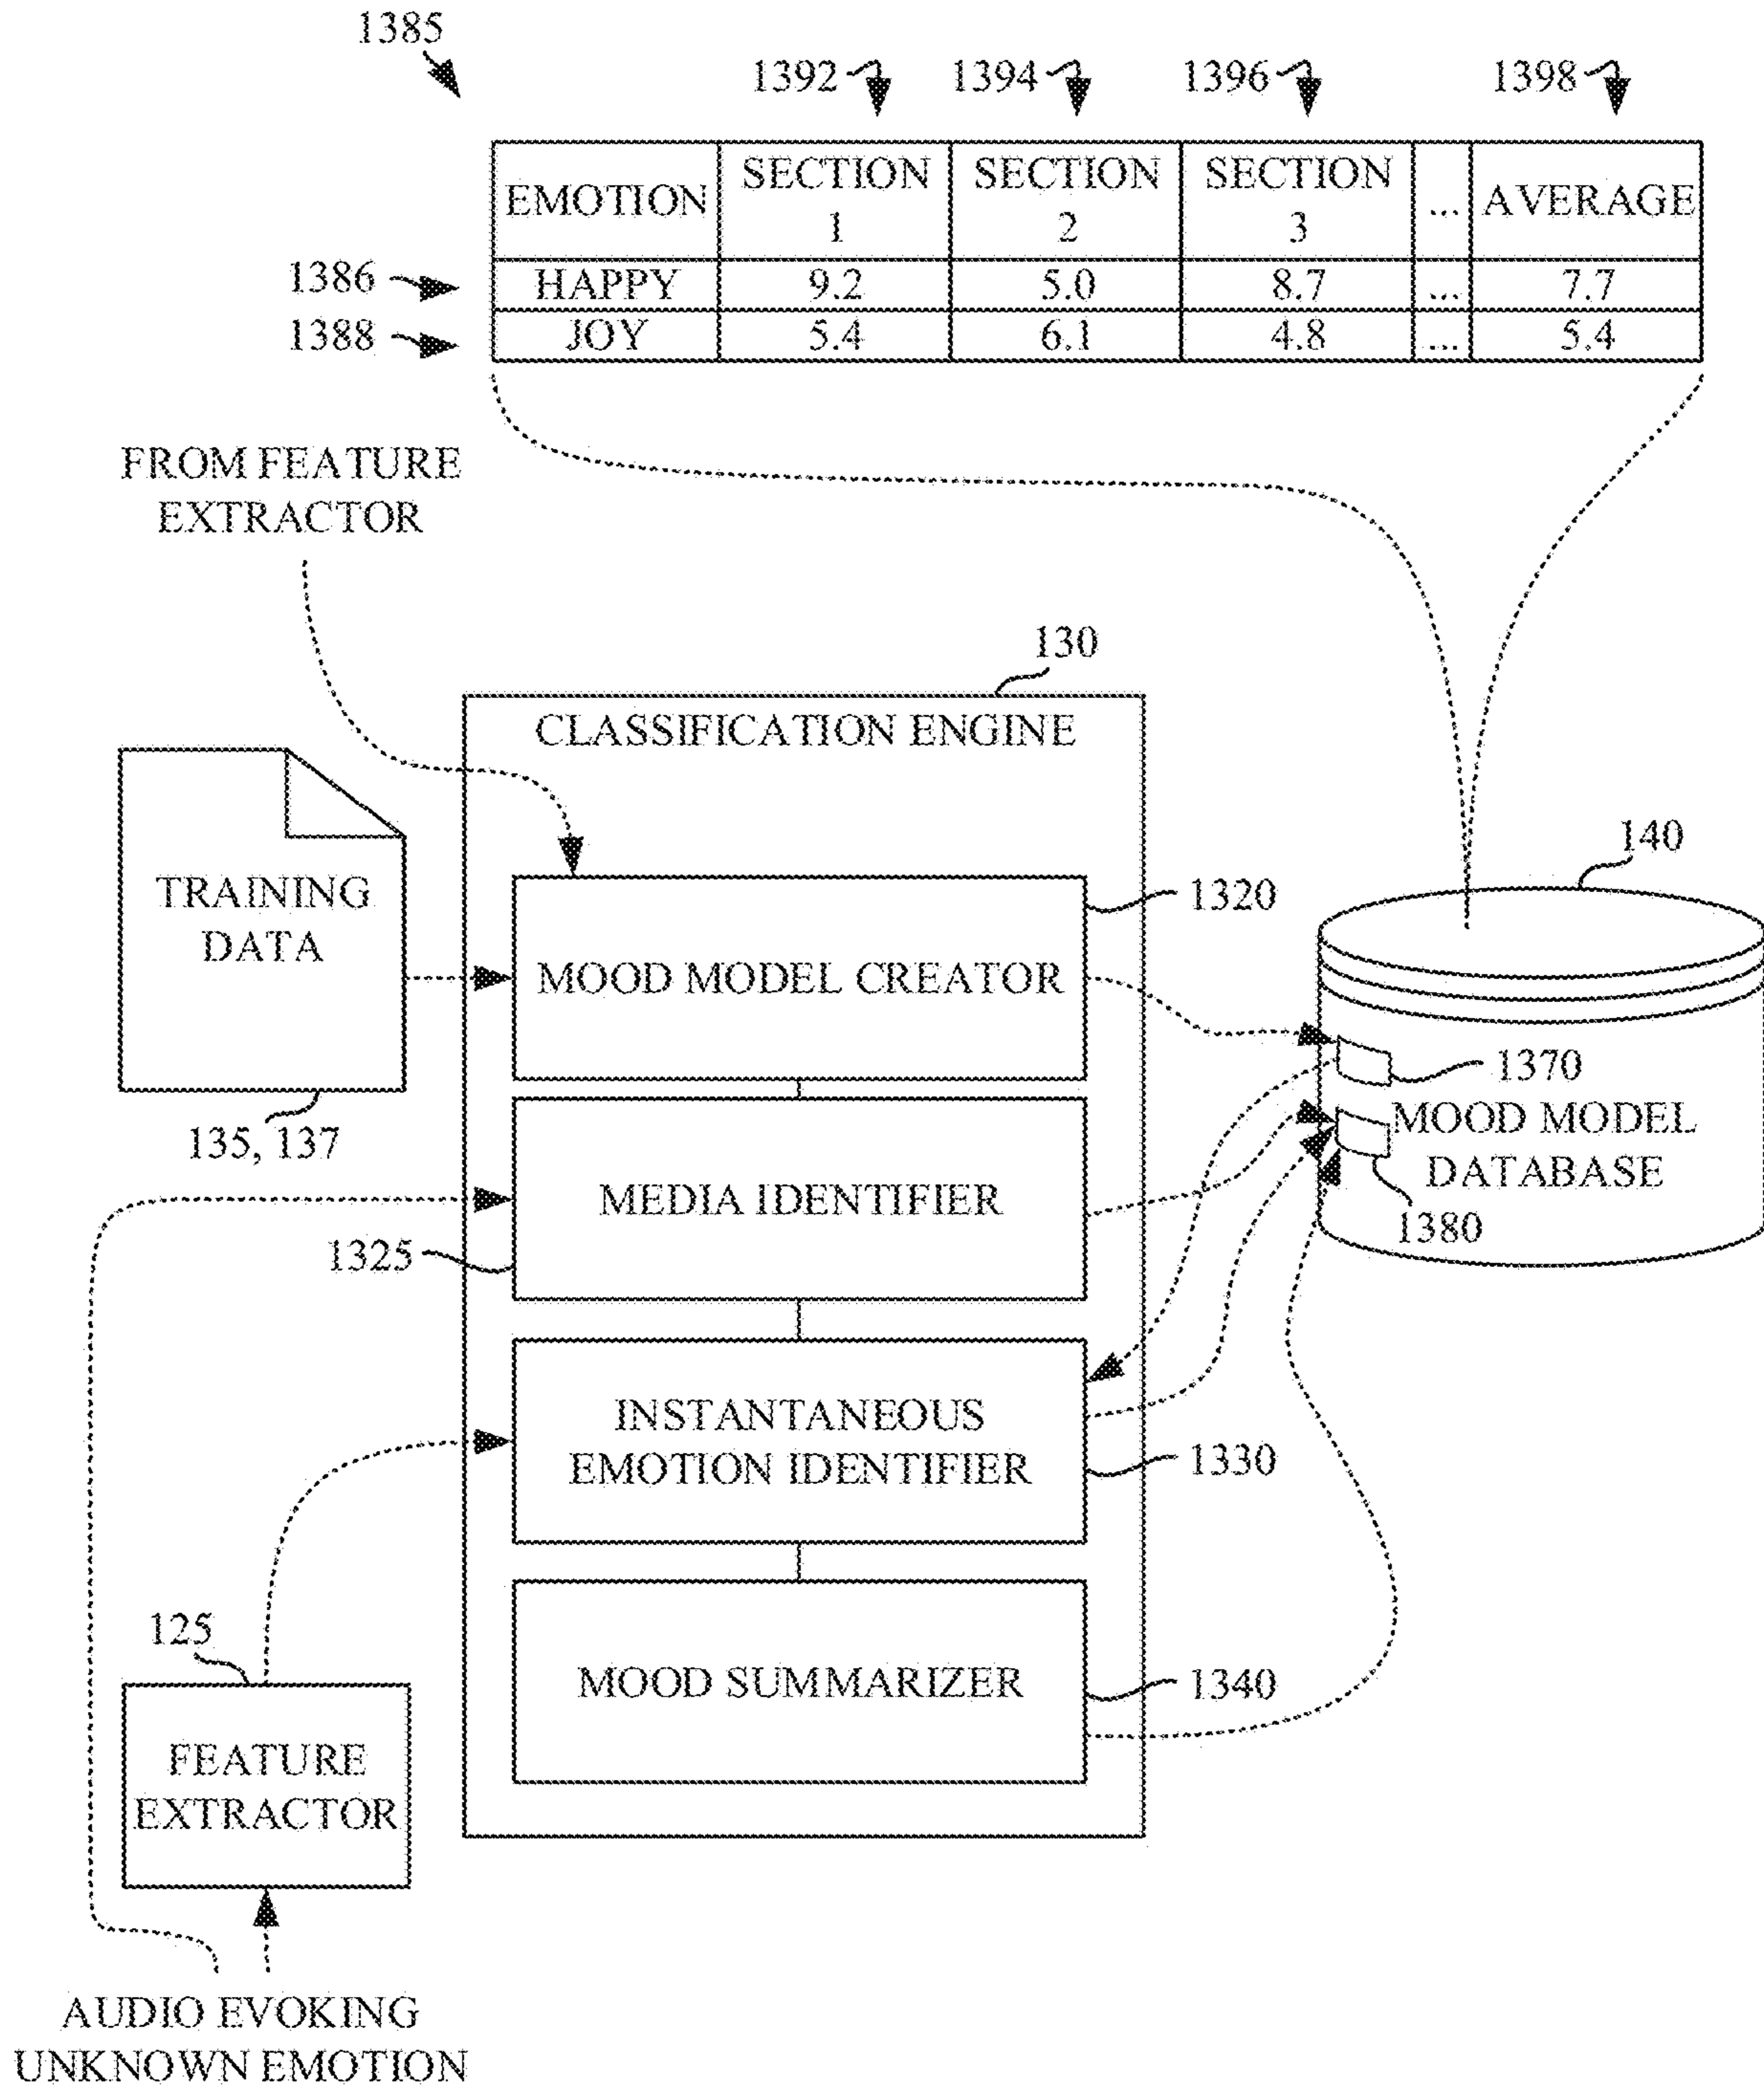 1385
1392 1394 1396 1398
EMOTION SECTION 1 SECTION 2 SECTION 3 ... AVERAGE
1386 HAPPY 9.2 5.0 8.7 ... 7.7
1388 JOY 5.4 6.1 4.8 ... 5.4
FROM FEATURE
EXTRACTOR
130
CLASSIFICATION ENGINE
TRAINING
DATA
135, 137
1320
MOOD MODEL CREATOR
140
1370
MOOD MODEL
DATABASE
1380
MEDIA IDENTIFIER
1325
INSTANTANEOUS
EMOTION IDENTIFIER
1330
MOOD SUMMARIZER
1340
125
FEATURE
EXTRACTOR
AUDIO EVOKING
UNKNOWN EMOTION